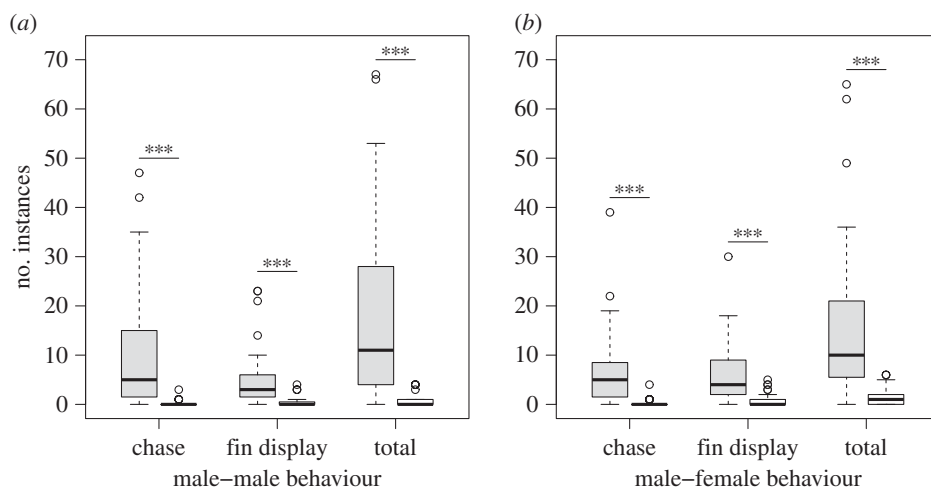 (a)
(b)
no. instances
70
60
50
40
30
20
10
0
***
***
***
chase
fin display
total
male–male behaviour
70
60
50
40
30
20
10
0
***
***
***
chase
fin display
total
male–female behaviour